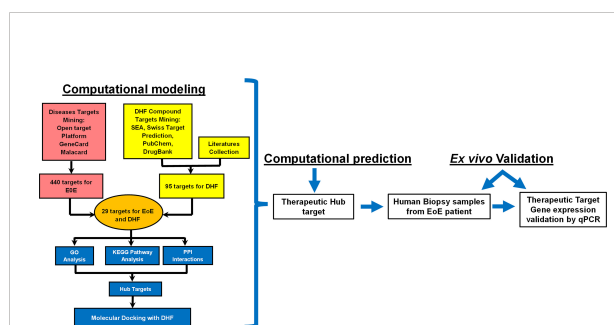 Computational modeling
Diseases Targets
Mining:
Open target
Platform
GeneCard
Malacard
DHF Compound
Targets Mining:
SEA, Swiss Target
Prediction,
PubChem,
DrugBank
Literatures
Collection
440 targets for
E0E
95 targets for DHF
29 targets for EoE
and DHF
GO
Analysis
KEGG Pathway
Analysis
PPI
Interactions
Hub Targets
Molecular Docking with DHF
Computational prediction
Therapeutic Hub
target
Human Biopsy samples
from EoE patient
Ex vivo Validation
Therapeutic Target
Gene expression
validation by qPCR